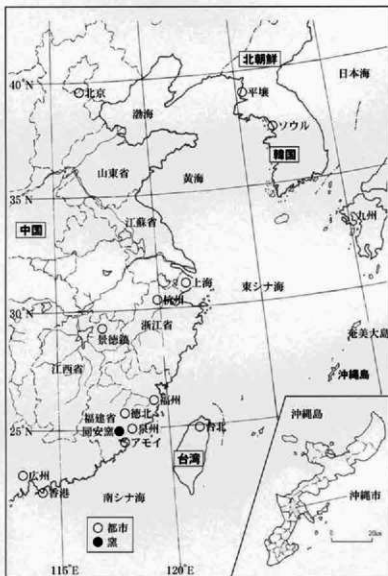 北朝鮮
日本海
40°N
北京
平壌
渤海
ソウル
韓国
山東省
黄海
35°N
江蘇省
九州
中国
上海
東シナ海
杭州
30°N
浙江省
景徳鎮
奄美大島
江西省
沖縄島
福州
徳北
福建省
泉州
台北
25°N
同安窯
アモイ
沖縄島
広州
台湾
香港
沖縄市
南シナ海
○ 都市
● 窯
0
20km
115°E
120°E